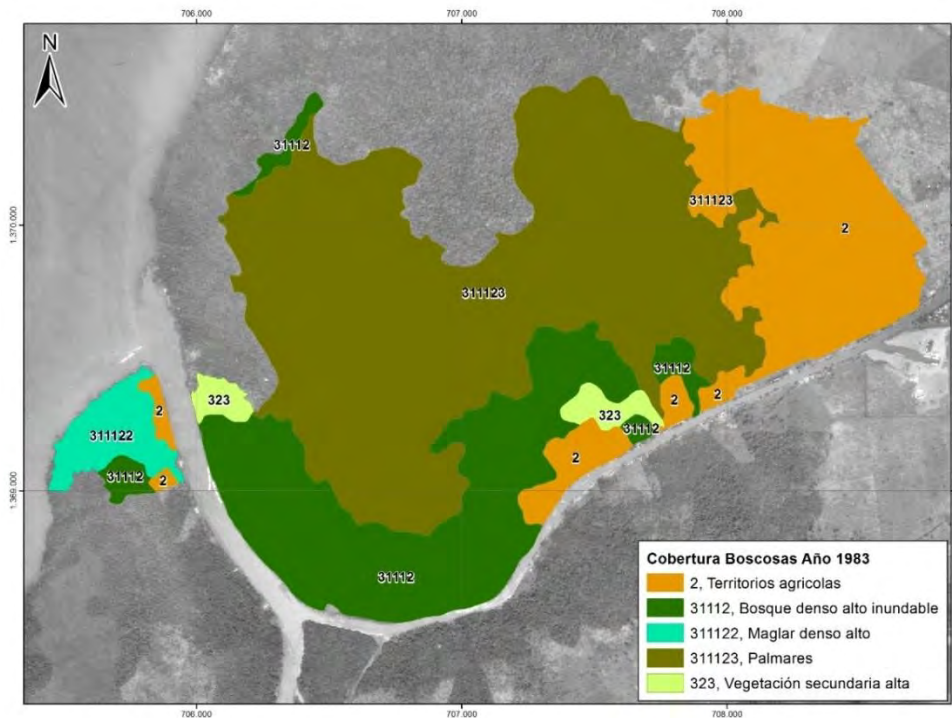 706.000 707.000 708.000
N
31112
311123
1.370.000
2
311123
31112
323
2
323
2
311122
31112
31112
2
2
1.369.000
31112
Cobertura Boscosas Año 1983
2, Territorios agricolas
31112, Bosque denso alto inundable
311122, Maglar denso alto
311123, Palmares
323, Vegetación secundaria alta
706.000 707.000 708.000